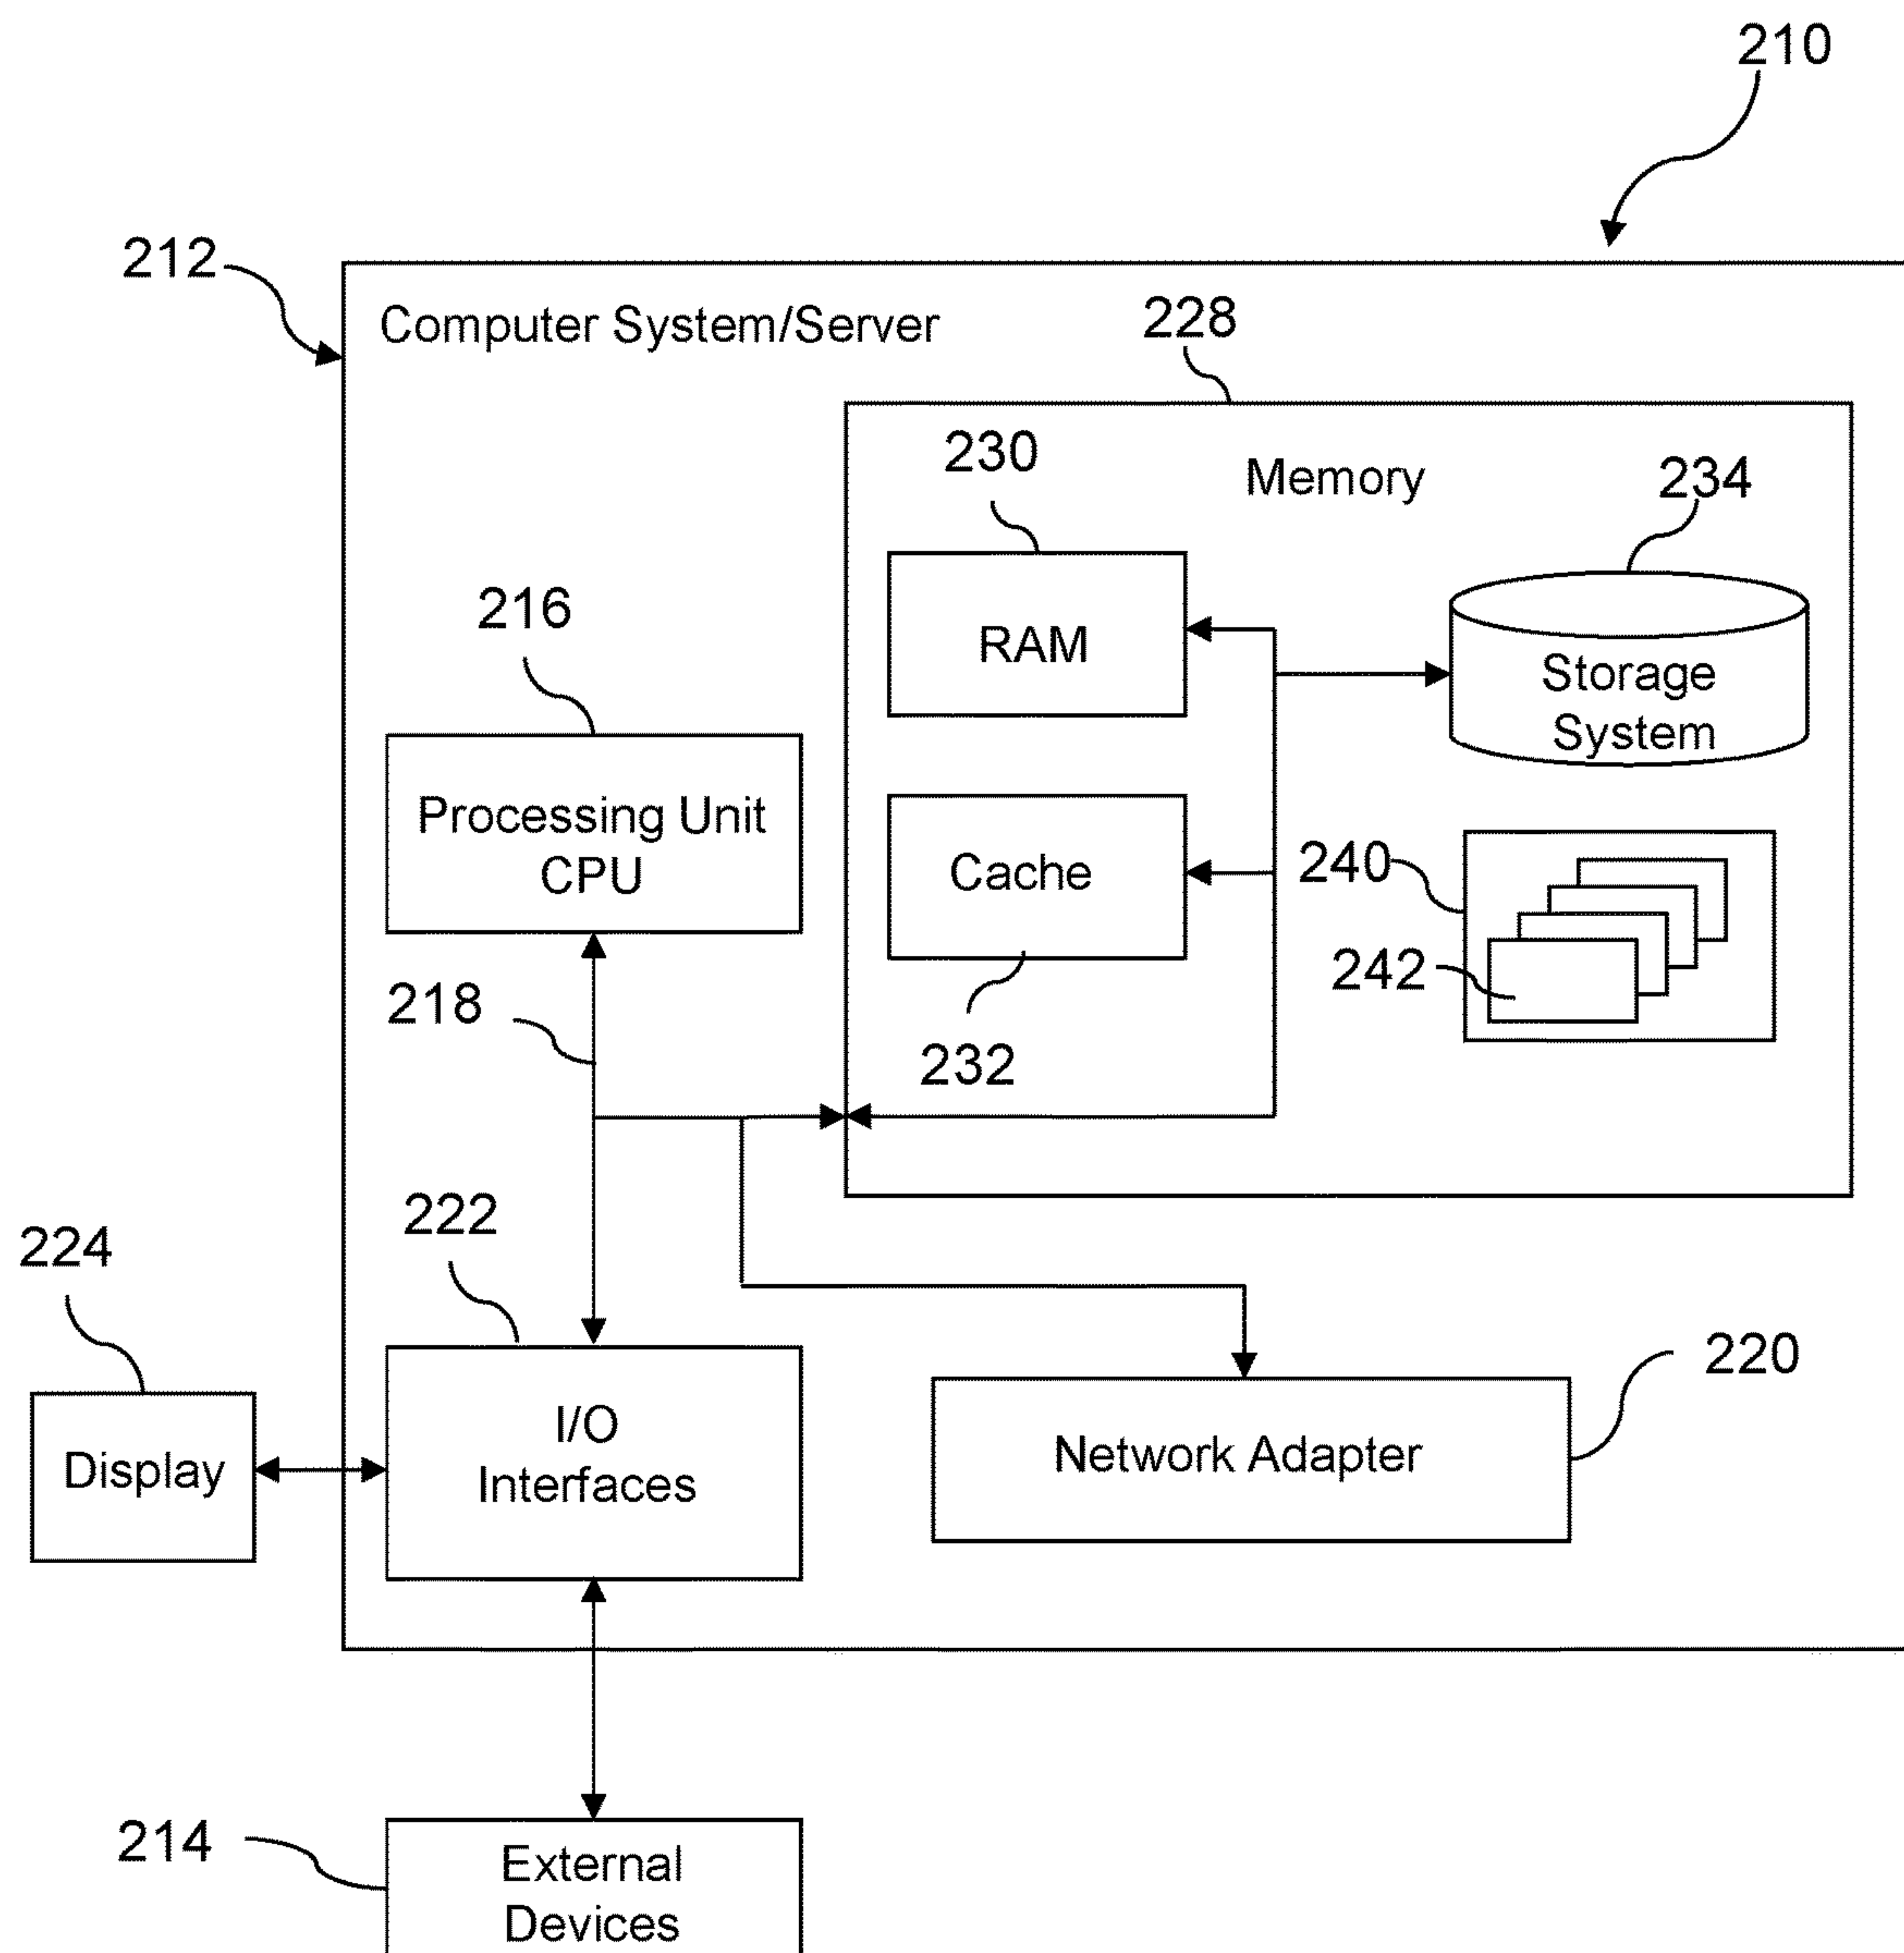 210
212
Computer System/Server
228
230
Memory
234
216
RAM
Storage
System
Processing Unit
CPU
Cache
240
242
218
232
222
224
220
I/O
Interfaces
Network Adapter
Display
214
External
Devices